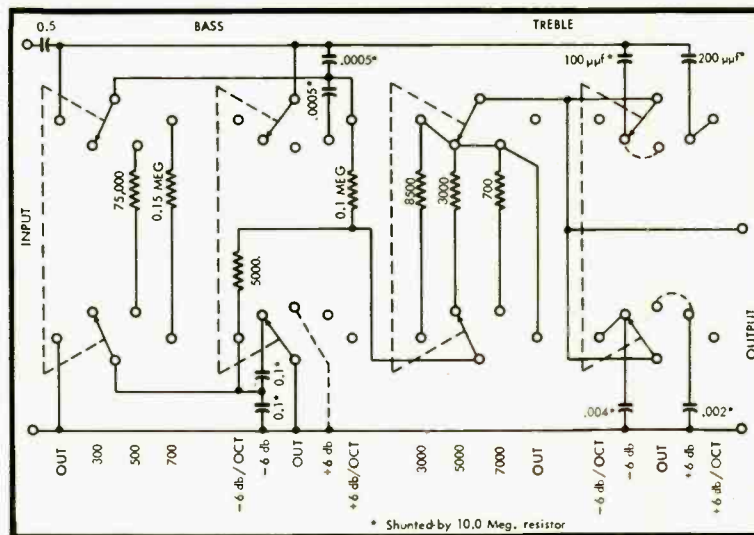 BASS
TREBLE
0.5
.0005*
.0005*
100 μμf*
200 μμf*
INPUT
75,000
0.15 MEG
0.1 MEG
8500
3000
700
5000.
OUTPUT
0.1*
0.1*
.004*
.002*
OUT
300
500
700
-6 db/OCT
-6 db
OUT
+6 db
+6 db/OCT
3000
5000
7000
OUT
-6 db/OCT
-6 db
OUT
+6 db
+6 db/OCT
* Shunted by 10.0 Meg. resistor